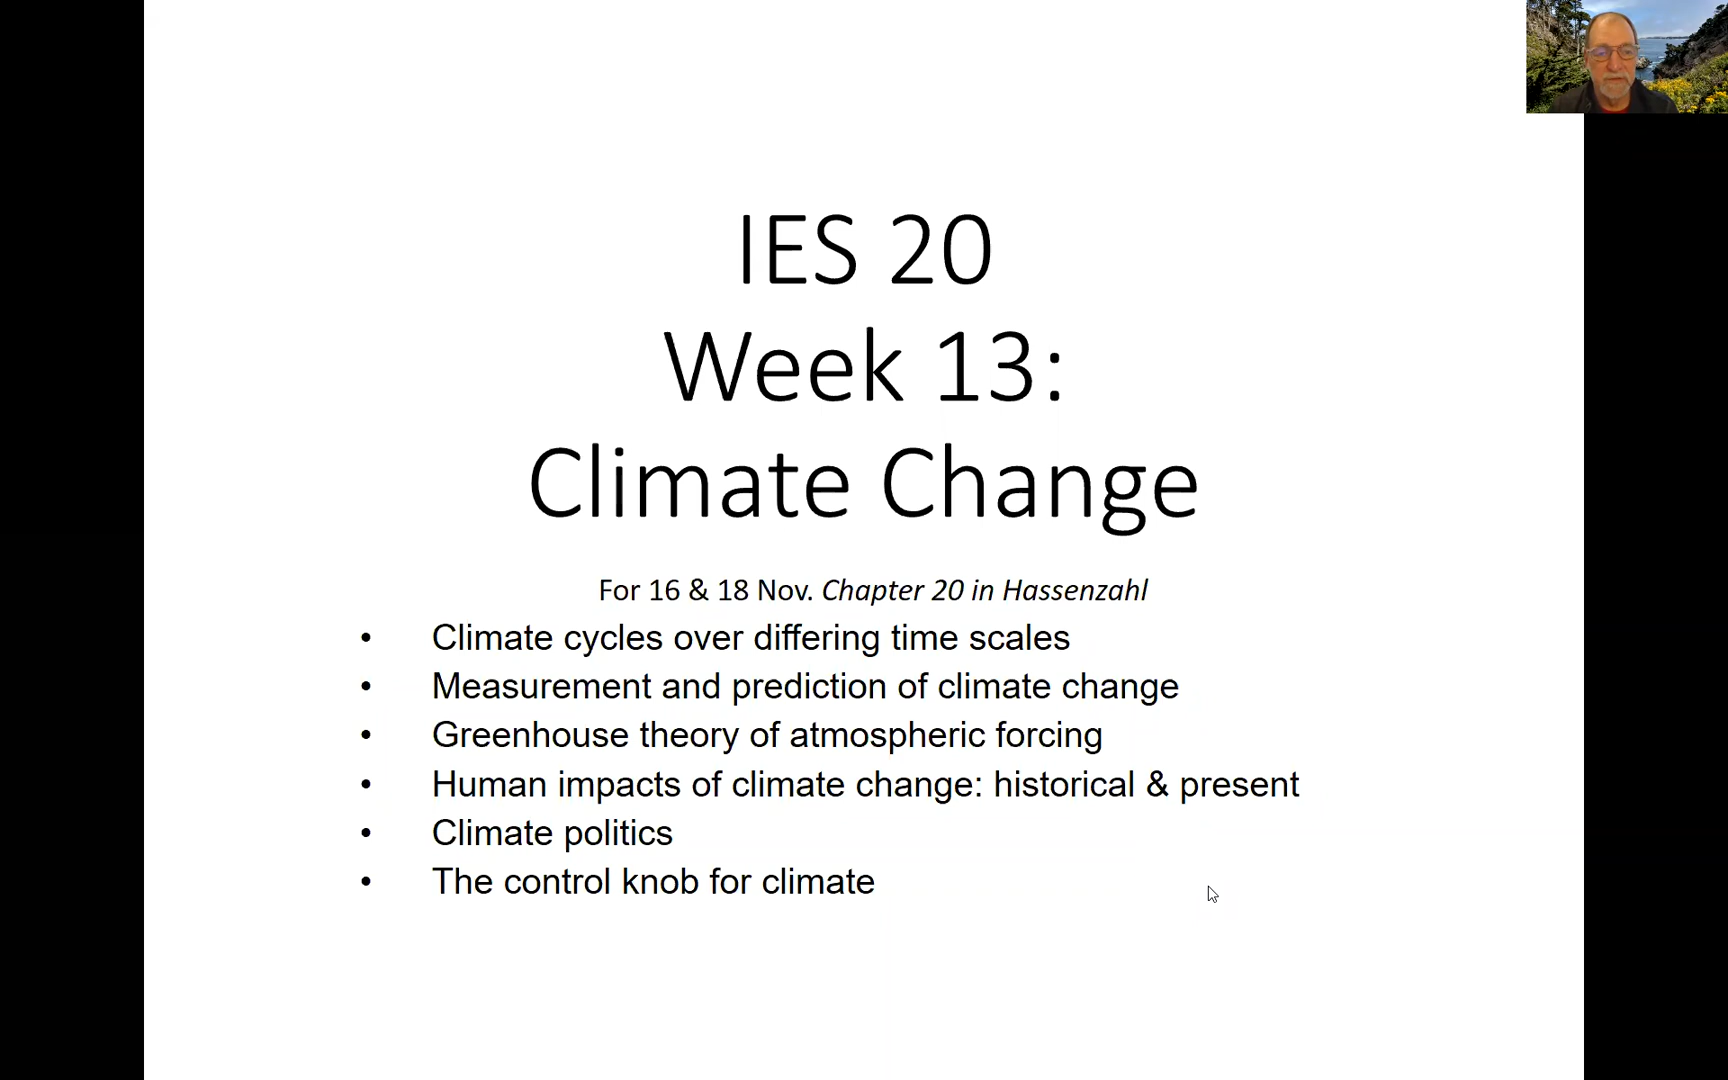 IES 20
Week 13:
Climate Change
For 16 & 18 Nov. Chapter 20 in Hassenzahl
• Climate cycles over differing time scales
• Measurement and prediction of climate change
• Greenhouse theory of atmospheric forcing
• Human impacts of climate change: historical & present
• Climate politics
• The control knob for climate